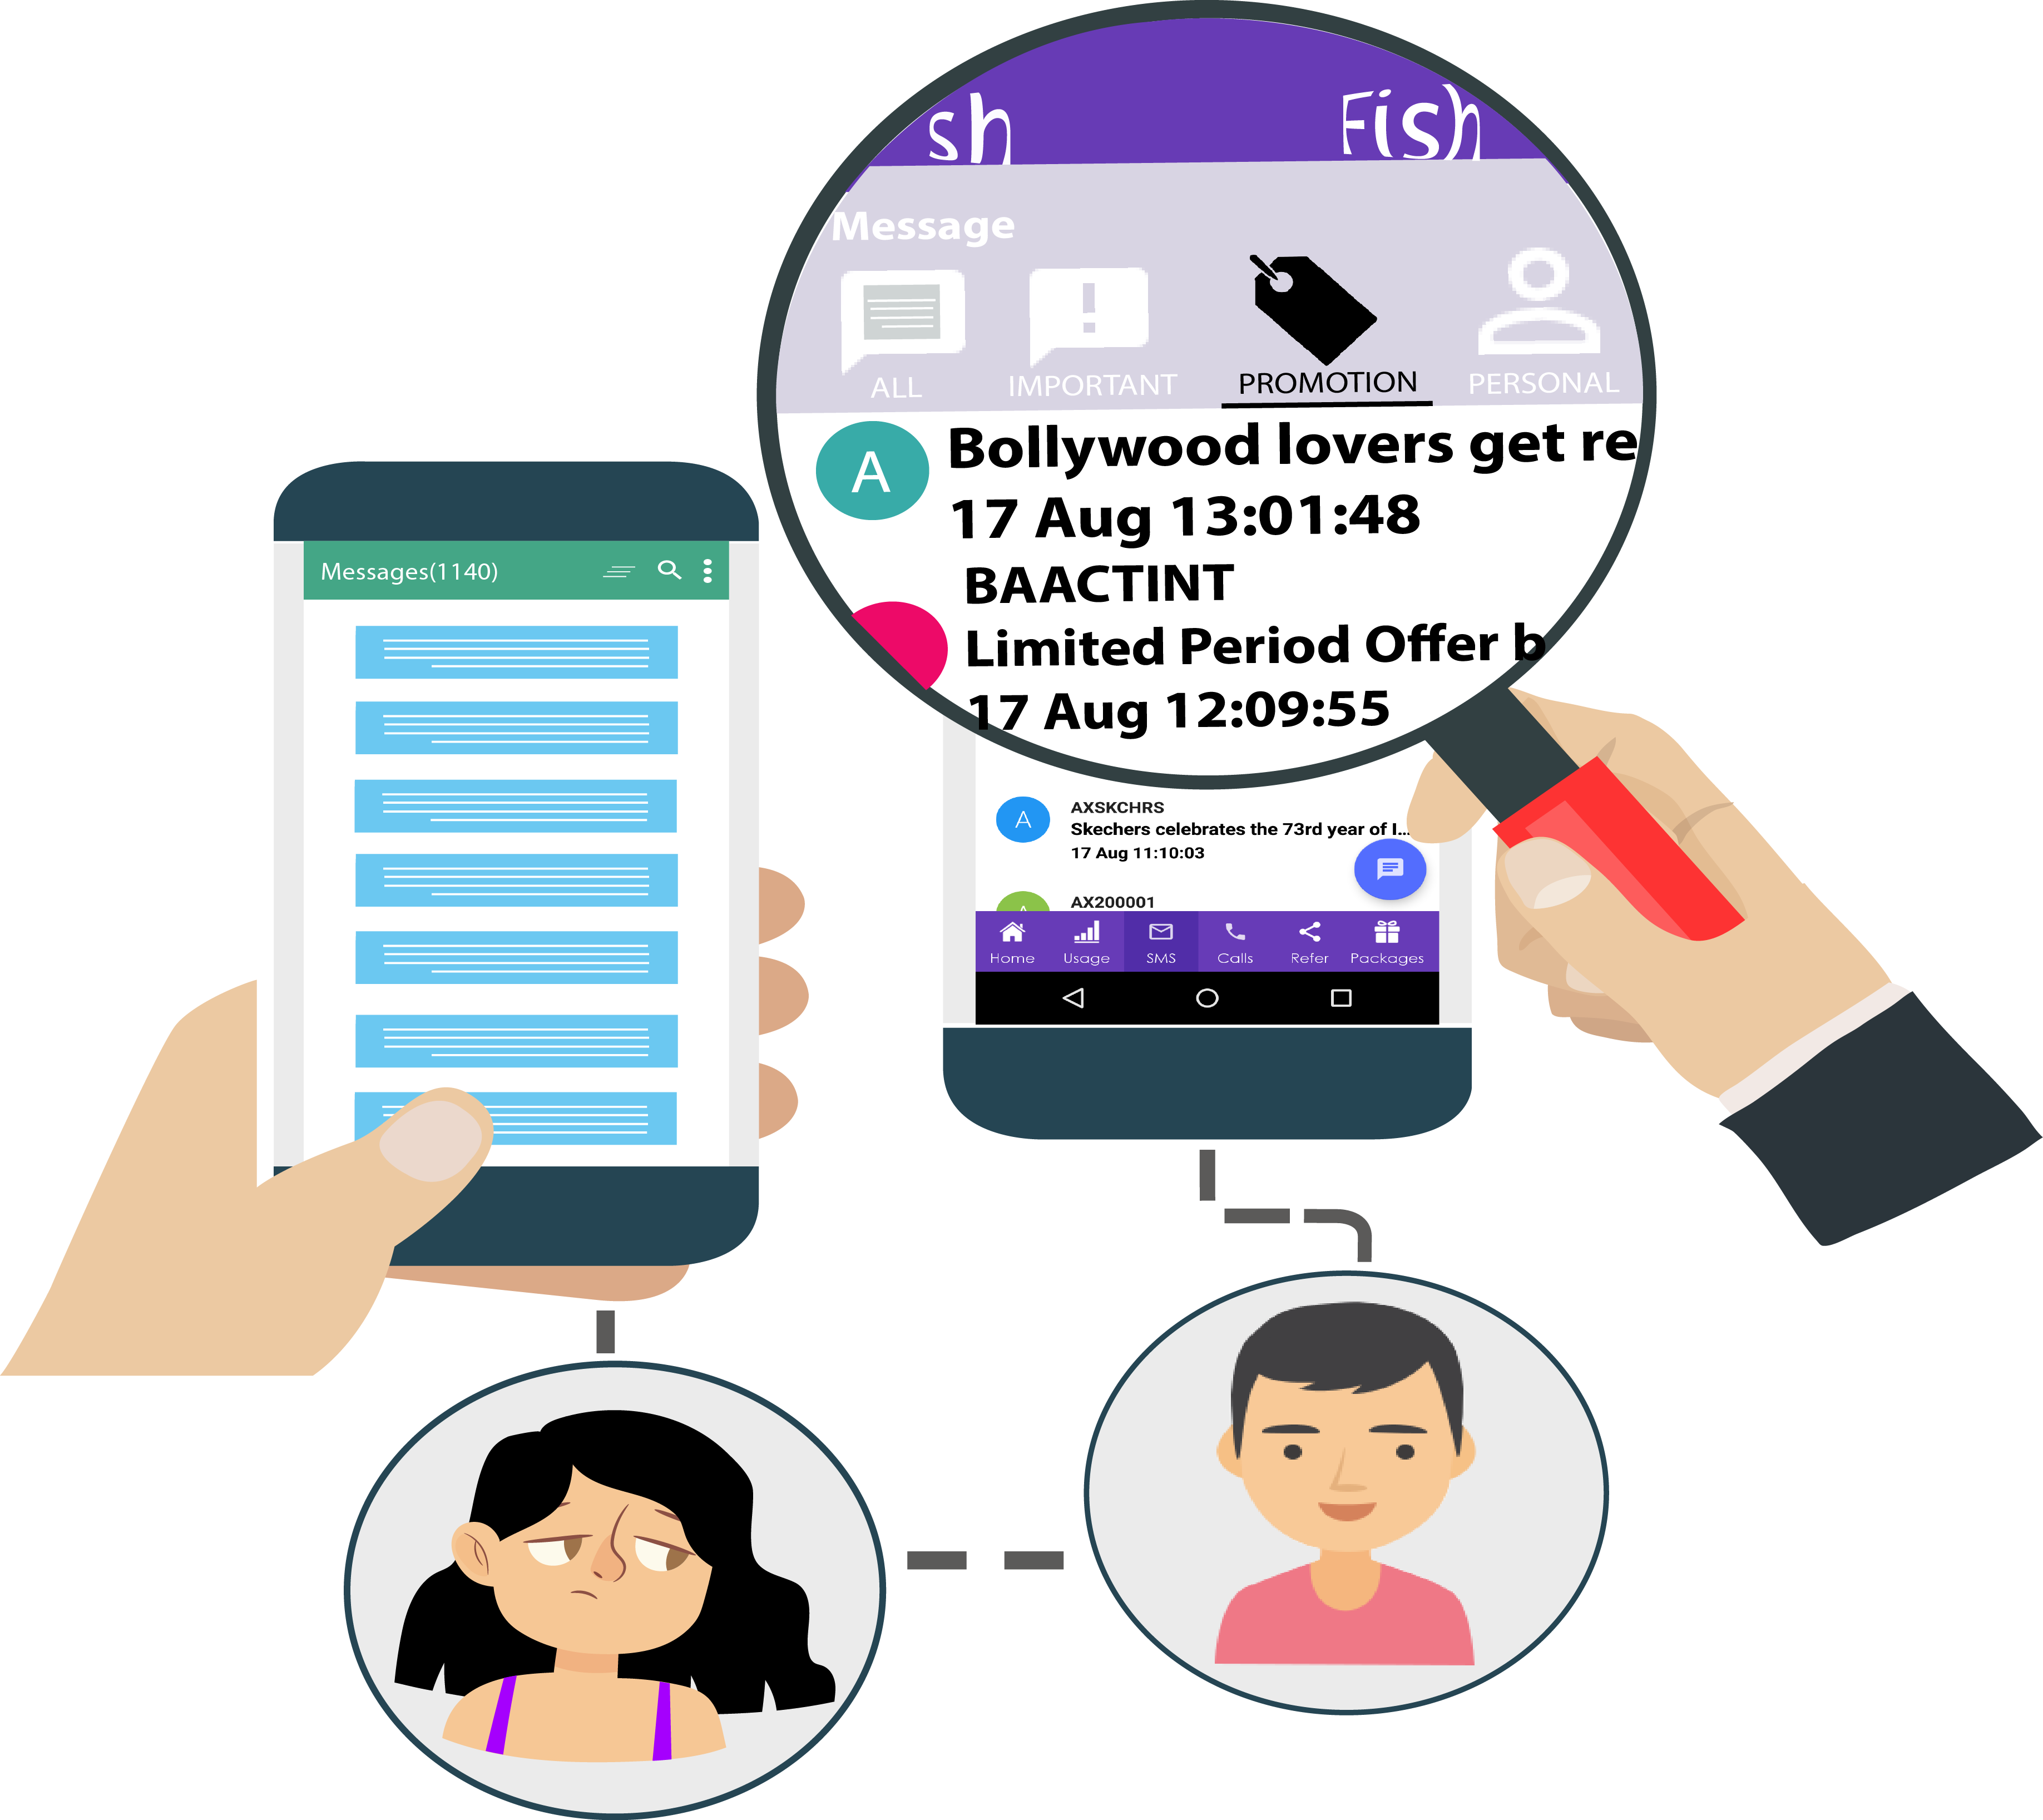 sh Fish
Message
ALL IMPORTANT PROMOTION PERSONAL
A Bollywood lovers get re
17 Aug 13:01:48
BAACTINT
Limited Period Offer b
17 Aug 12:09:55
Messages(1140)
A AXSKCHRS
Skechers celebrates the 73rd year of I...
17 Aug 11:10:03
A AX200001
Home Usage SMS Calls Refer Packages